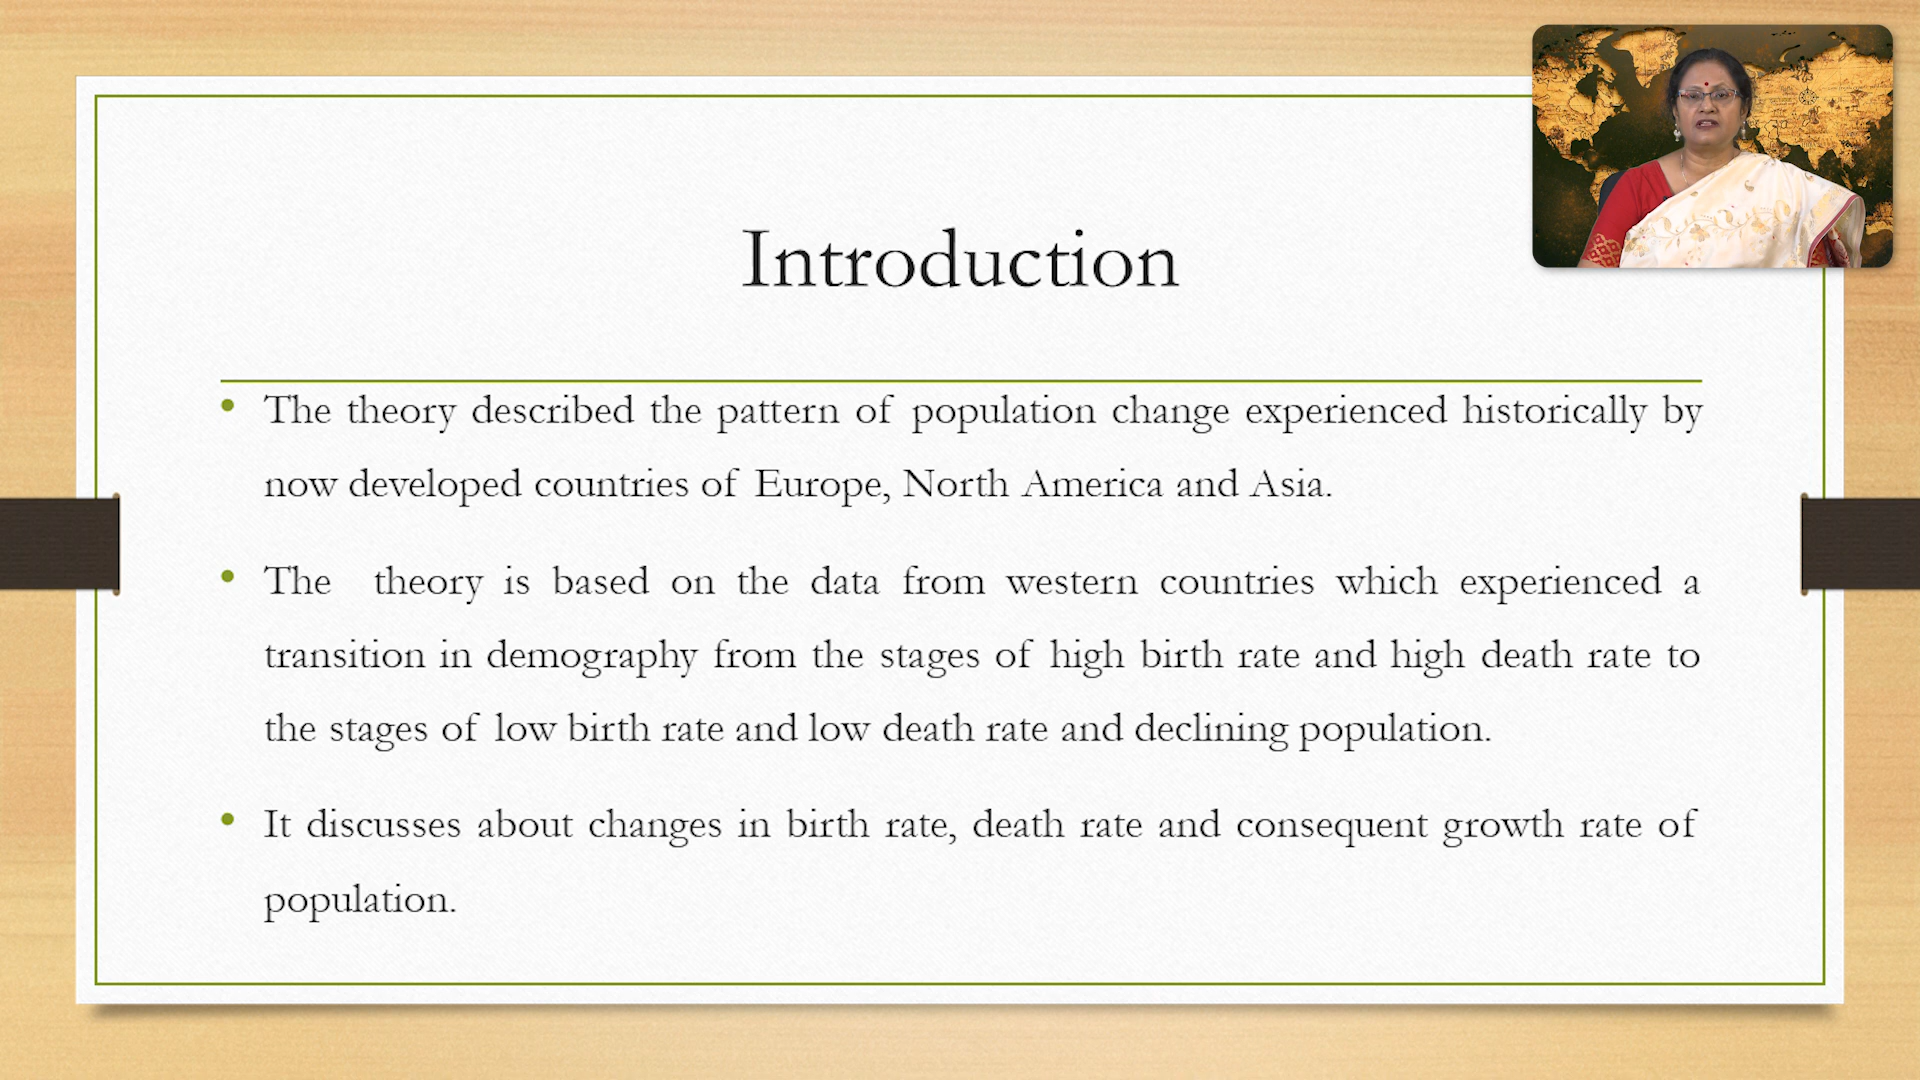 Introduction
• The theory described the pattern of population change experienced historically by
now developed countries of Europe, North America and Asia.
• The theory is based on the data from western countries which experienced a
transition in demography from the stages of high birth rate and high death rate to
the stages of low birth rate and low death rate and declining population.
• It discusses about changes in birth rate, death rate and consequent growth rate of
population.